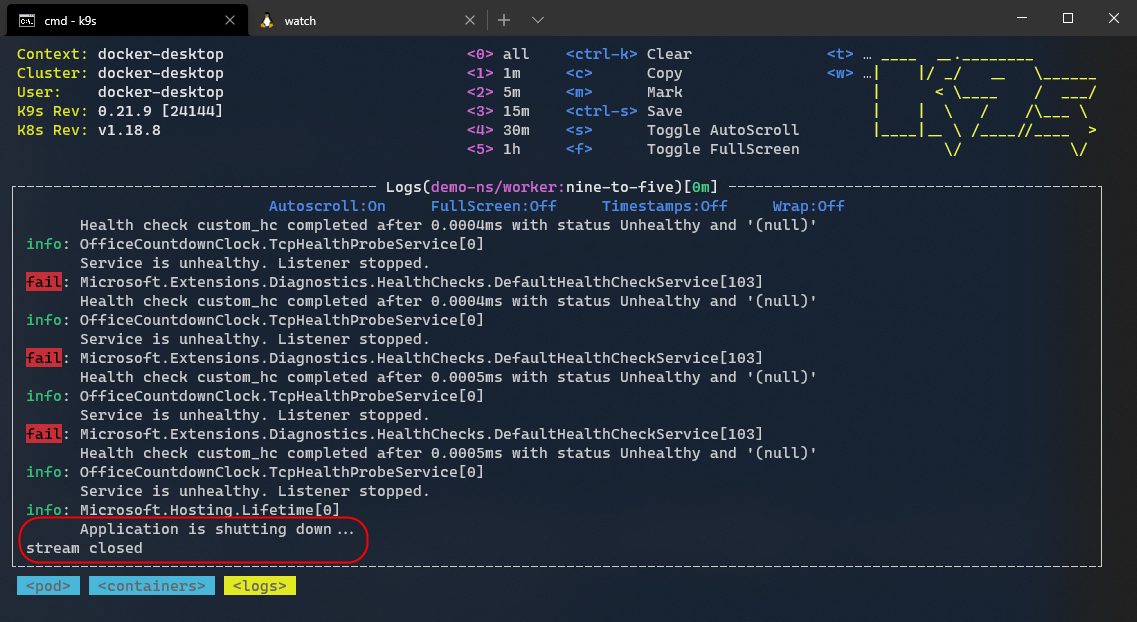 cmd - k9s
watch
Context: docker-desktop <0> all <ctrl-k> Clear <t> …
Cluster: docker-desktop <1> 1m <c> Copy <w> …
User: docker-desktop <2> 5m <m> Mark
K9s Rev: 0.21.9 [24144] <3> 15m <ctrl-s> Save
K8s Rev: v1.18.8 <4> 30m <s> Toggle AutoScroll
<5> 1h <f> Toggle FullScreen
Logs(demo-ns/worker:nine-to-five)[0m]
Autoscroll:On FullScreen:Off Timestamps:Off Wrap:Off
Health check custom_hc completed after 0.0004ms with status Unhealthy and '(null)'
info: OfficeCountdownClock.TcpHealthProbeService[0]
Service is unhealthy. Listener stopped.
fail: Microsoft.Extensions.Diagnostics.HealthChecks.DefaultHealthCheckService[103]
Health check custom_hc completed after 0.0004ms with status Unhealthy and '(null)'
info: OfficeCountdownClock.TcpHealthProbeService[0]
Service is unhealthy. Listener stopped.
fail: Microsoft.Extensions.Diagnostics.HealthChecks.DefaultHealthCheckService[103]
Health check custom_hc completed after 0.0005ms with status Unhealthy and '(null)'
info: OfficeCountdownClock.TcpHealthProbeService[0]
Service is unhealthy. Listener stopped.
fail: Microsoft.Extensions.Diagnostics.HealthChecks.DefaultHealthCheckService[103]
Health check custom_hc completed after 0.0005ms with status Unhealthy and '(null)'
info: OfficeCountdownClock.TcpHealthProbeService[0]
Service is unhealthy. Listener stopped.
info: Microsoft.Hosting.Lifetime[0]
Application is shutting down...
stream closed
<pod> <containers> <logs>